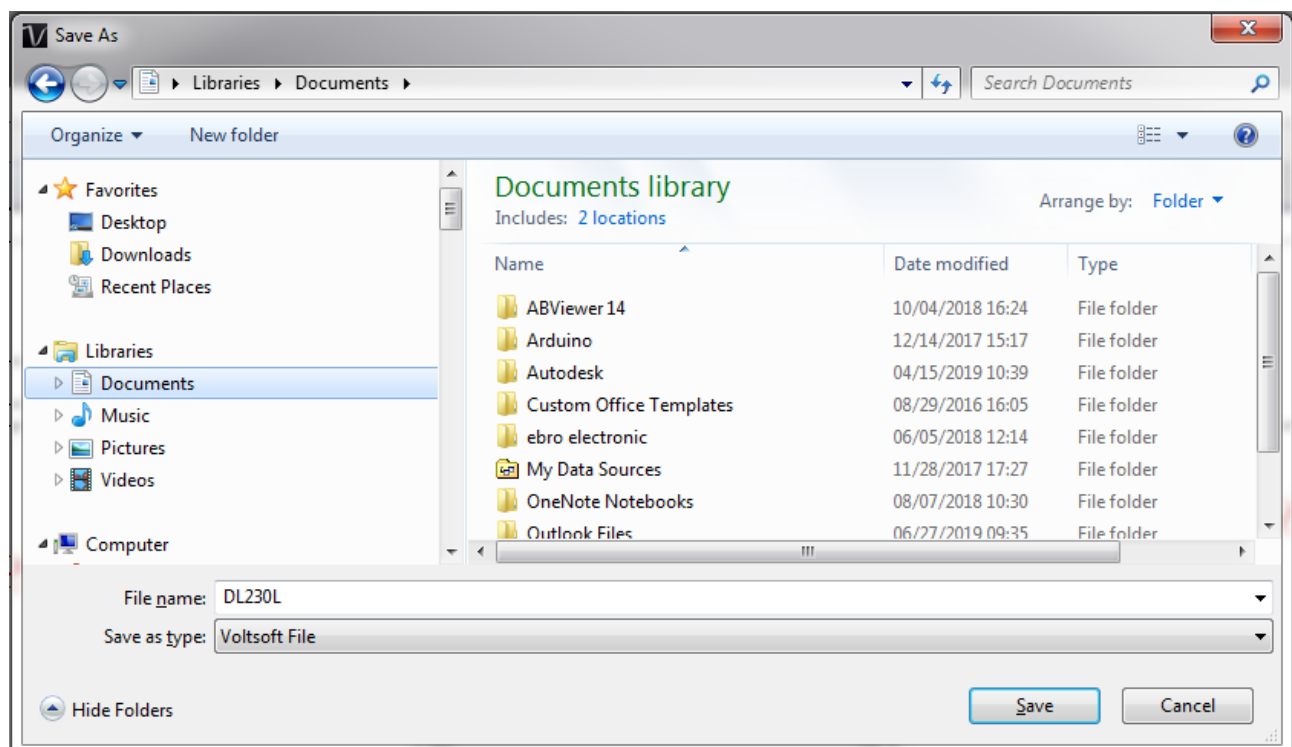 Save As
Libraries Documents
Search Documents
Organize New folder
Favorites
Desktop
Downloads
Recent Places
Libraries
Documents
Music
Pictures
Videos
Computer
Documents library
Includes: 2 locations
Arrange by: Folder
Name Date modified Type
ABViewer 14 10/04/2018 16:24 File folder
Arduino 12/14/2017 15:17 File folder
Autodesk 04/15/2019 10:39 File folder
Custom Office Templates 08/29/2016 16:05 File folder
ebro electronic 06/05/2018 12:14 File folder
My Data Sources 11/28/2017 17:27 File folder
OneNote Notebooks 08/07/2018 10:30 File folder
Outlook Files 06/27/2019 09:35 File folder
File name: DL230L
Save as type: Voltsoft File
Hide Folders
Save Cancel